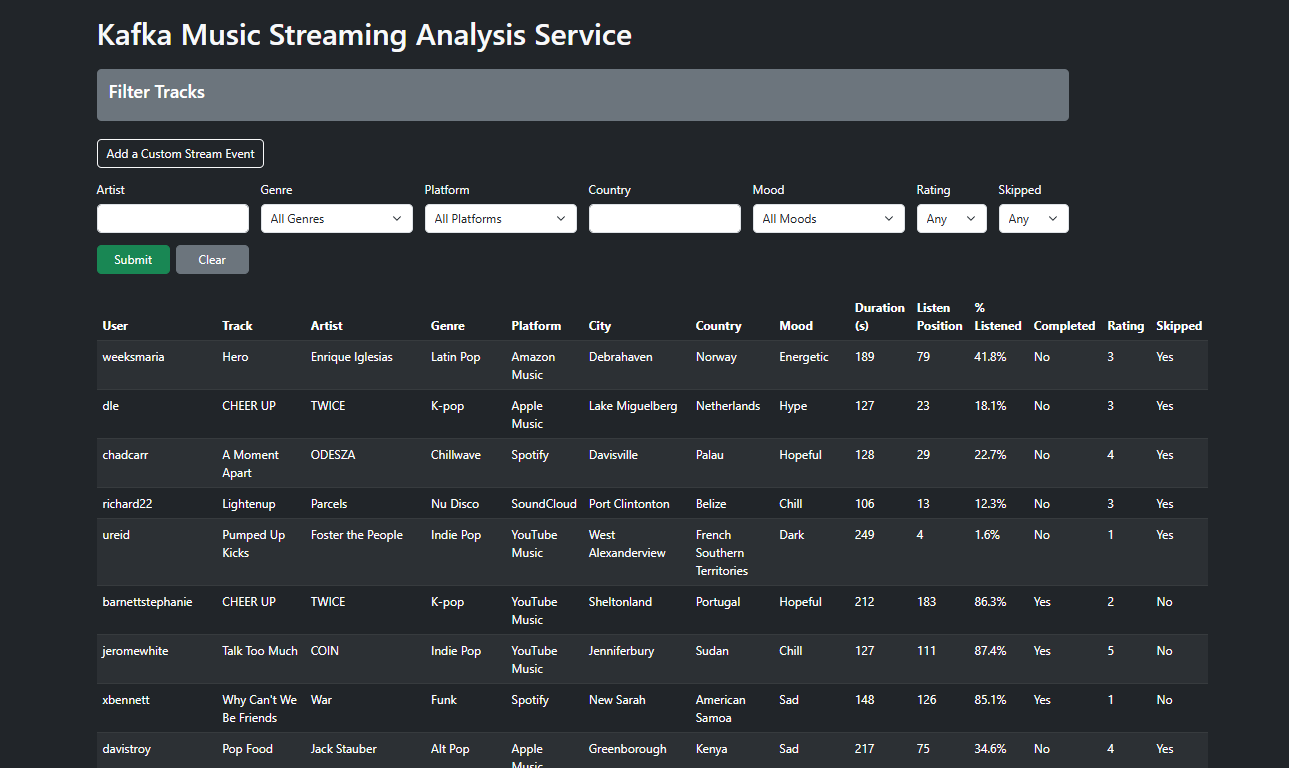 Kafka Music Streaming Analysis Service
Filter Tracks
Add a Custom Stream Event
Artist Genre Platform Country Mood Rating Skipped
All Genres All Platforms All Moods Any Any
Submit Clear
User Track Artist Genre Platform City Country Mood Duration (s) Listen Position % Listened Completed Rating Skipped
weeksmaria Hero Enrique Iglesias Latin Pop Amazon Music Debrahaven Norway Energetic 189 79 41.8% No 3 Yes
dle CHEER UP TWICE K-pop Apple Music Lake Miguelberg Netherlands Hype 127 23 18.1% No 3 Yes
chadcarr A Moment Apart ODESZA Chillwave Spotify Davisville Palau Hopeful 128 29 22.7% No 4 Yes
richard22 Lightenup Parcels Nu Disco SoundCloud Port Clintonton Belize Chill 106 13 12.3% No 3 Yes
ureid Pumped Up Kicks Foster the People Indie Pop YouTube Music West Alexanderview French Southern Territories Dark 249 4 1.6% No 1 Yes
barnettstephanie CHEER UP TWICE K-pop YouTube Music Sheltonland Portugal Hopeful 212 183 86.3% Yes 2 No
jeromewhite Talk Too Much COIN Indie Pop YouTube Music Jenniferbury Sudan Chill 127 111 87.4% Yes 5 No
xbennett Why Can't We Be Friends War Funk Spotify New Sarah American Samoa Sad 148 126 85.1% Yes 1 No
davistroy Pop Food Jack Stauber Alt Pop Apple Music Greenborough Kenya Sad 217 75 34.6% No 4 Yes